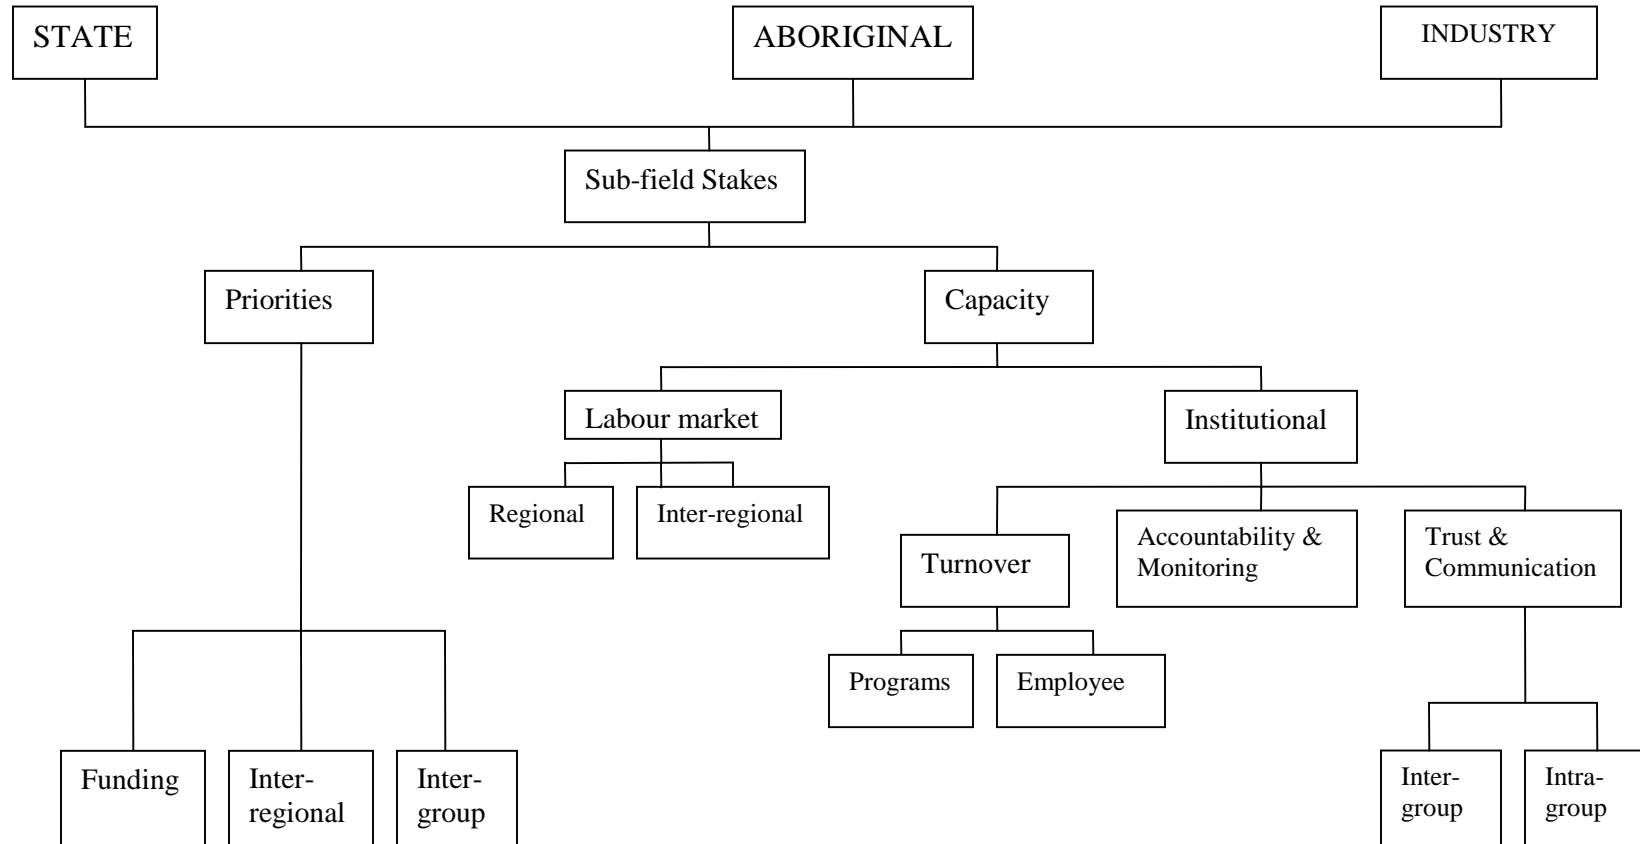 STATE
ABORIGINAL
INDUSTRY
Sub-field Stakes
Priorities
Capacity
Labour market
Institutional
Regional
Inter-regional
Turnover
Accountability &
Monitoring
Trust &
Communication
Programs
Employee
Funding
Inter-
regional
Inter-
group
Inter-
group
Intra-
group